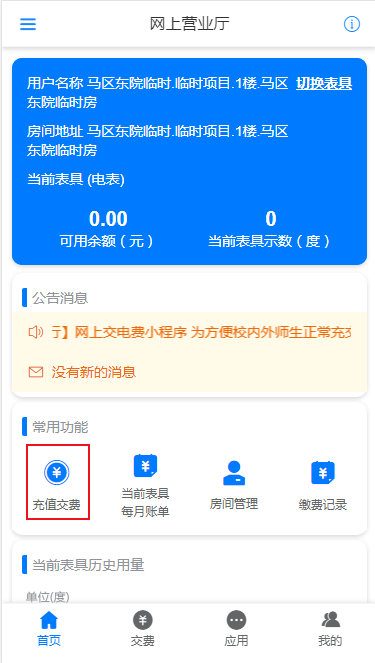 网上营业厅
用户名称 马区东院临时.临时项目.1楼.马区 切换表具
东院临时房
房间地址 马区东院临时.临时项目.1楼.马区
东院临时房
当前表具 (电表)
0.00 0
可用余额（元） 当前表具示数（度）
公告消息
亍】网上交电费小程序 为方便校内外师生正常充交
没有新的消息
常用功能
充值交费 当前表具 房间管理 缴费记录
每月账单
当前表具历史用量
单位(度)
首页 交费 应用 我的